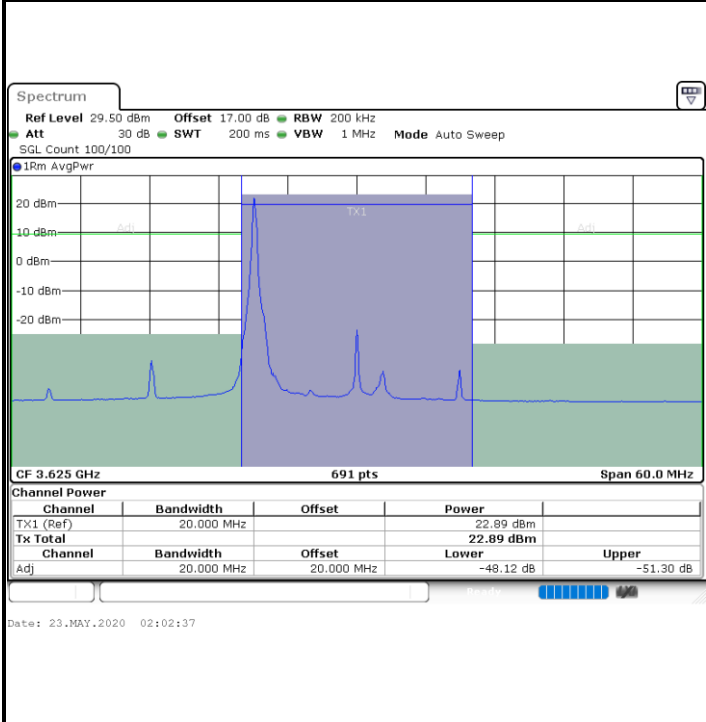 Spectrum
Ref Level 29.50 dBm Offset 17.00 dB RBW 200 kHz
Att 30 dB SWT 200 ms VBW 1 MHz Mode Auto Sweep
SGL Count 100/100
1Rm AvgPwr
20 dBm
TX1
10 dBm
Adj
Adj
0 dBm
-10 dBm
-20 dBm
CF 3.625 GHz 691 pts Span 60.0 MHz
Channel Power
Channel Bandwidth Offset Power
TX1 (Ref) 20.000 MHz 22.89 dBm
Tx Total 22.89 dBm
Channel Bandwidth Offset Lower Upper
Adj 20.000 MHz 20.000 MHz -48.12 dB -51.30 dB
Ready
Date: 23.MAY.2020 02:02:37